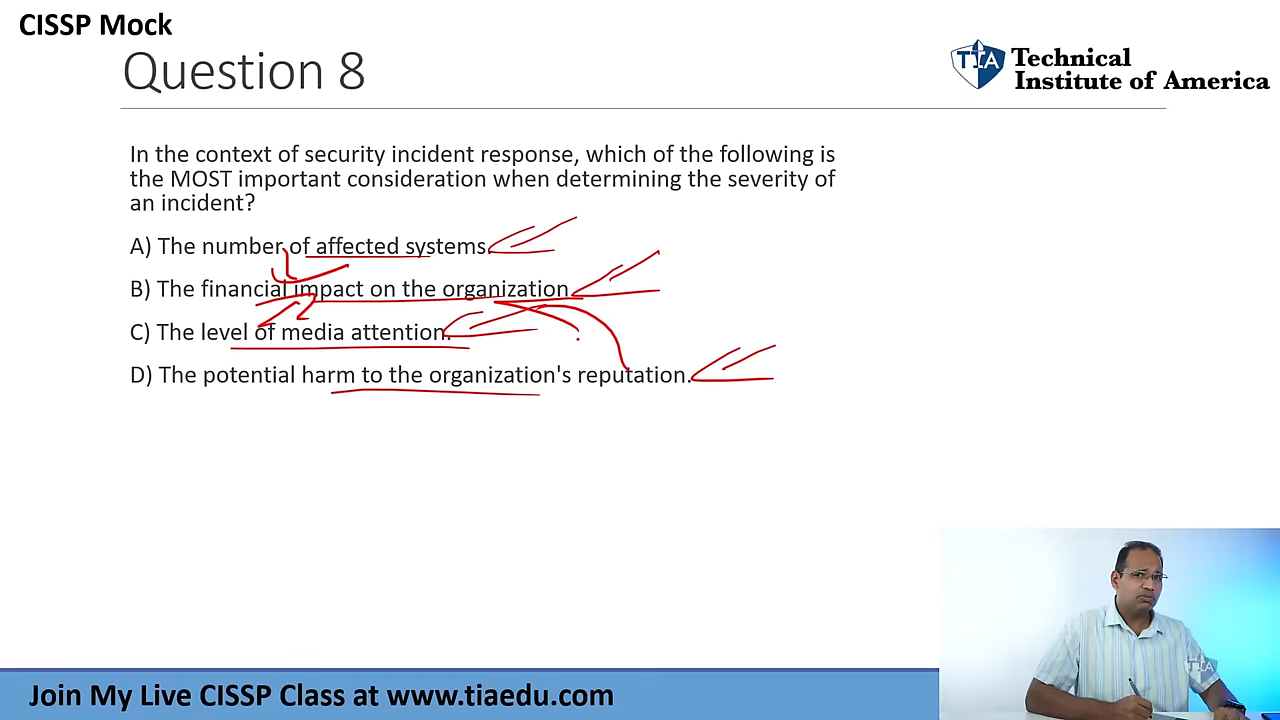 CISSP Mock
Question 8
TIA Technical
Institute of America
In the context of security incident response, which of the following is
the MOST important consideration when determining the severity of
an incident?
A) The number of affected systems.
B) The financial impact on the organization.
C) The level of media attention.
D) The potential harm to the organization's reputation.
TIA
Join My Live CISSP Class at www.tiaedu.com